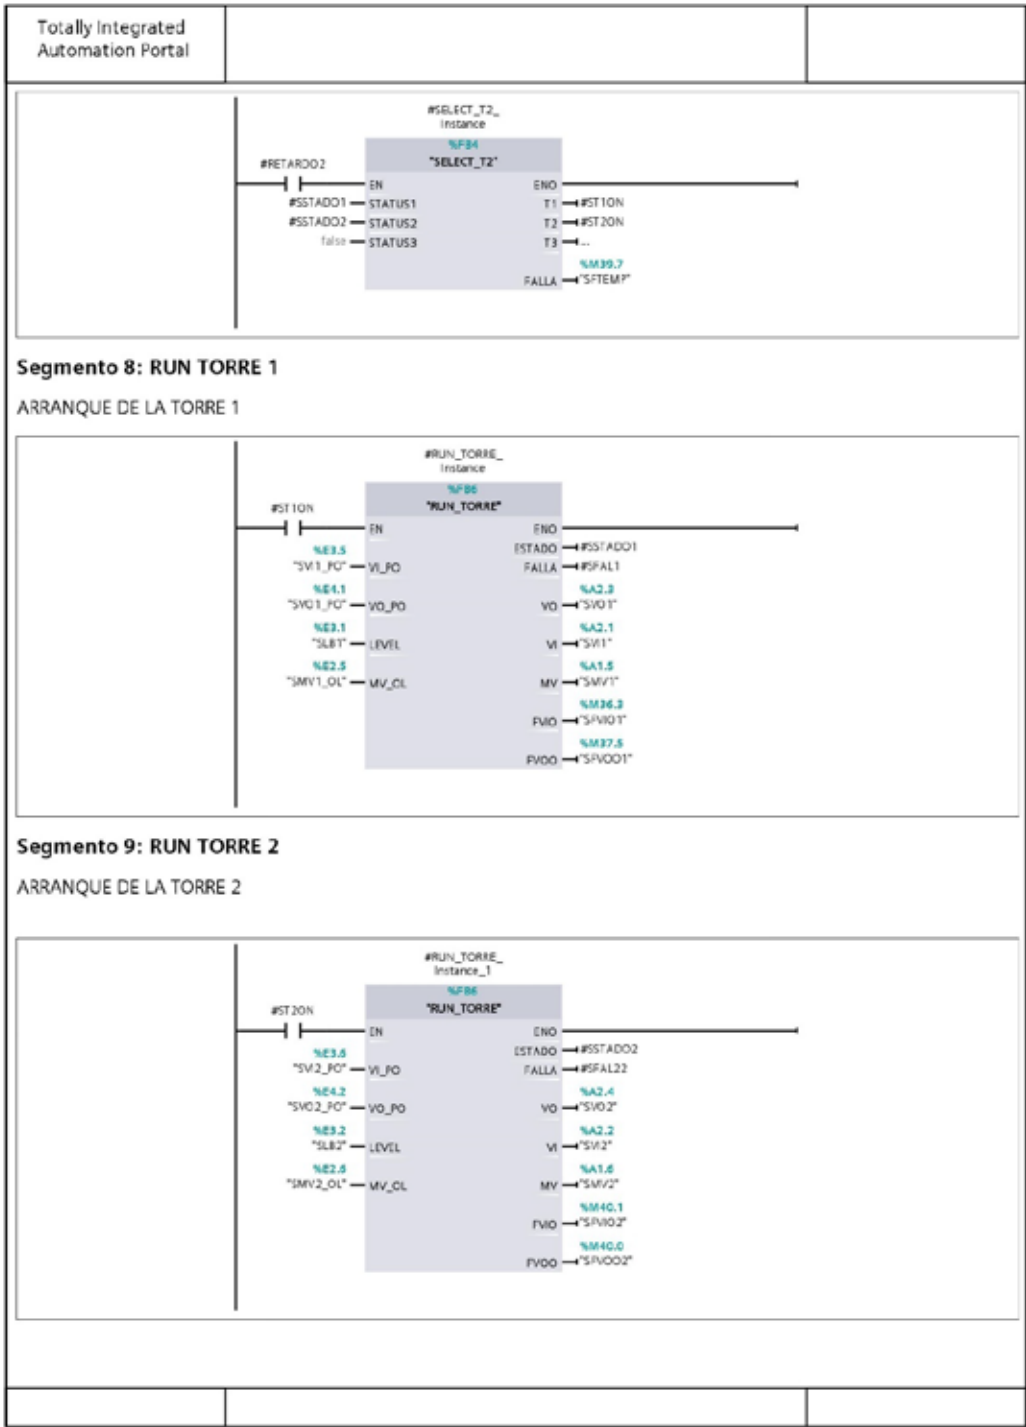 Totally Integrated
Automation Portal
#SELECT_T2_
Instance
%FB4
"SELECT_T2"
#RETARDO2
EN ENO
#SSTADO1 STATUS1 T1 #ST1ON
#SSTADO2 STATUS2 T2 #ST2ON
false STATUS3 T3 ...
%M39.7
FALLA "SFTEMP"
Segmento 8: RUN TORRE 1
ARRANQUE DE LA TORRE 1
#RUN_TORRE_
Instance
%FB6
"RUN_TORRE"
#ST1ON
EN ENO
ESTADO #SSTADO1
%E3.5
"SVI1_PO" VI_PO FALLA #SFAL1
%E4.1 %A2.3
"SVO1_PO" VO_PO VO "SVO1"
%E3.1 %A2.1
"SLB1" LEVEL VI "SVI1"
%E2.5 %A1.5
"SMV1_OL" MV_OL MV "SMV1"
%M36.3
FVIO "SFVIO1"
%M37.5
FVOO "SFVOO1"
Segmento 9: RUN TORRE 2
ARRANQUE DE LA TORRE 2
#RUN_TORRE_
Instance_1
%FB6
"RUN_TORRE"
#ST2ON
EN ENO
ESTADO #SSTADO2
%E3.6
"SVI2_PO" VI_PO FALLA #SFAL22
%E4.2 %A2.4
"SVO2_PO" VO_PO VO "SVO2"
%E3.2 %A2.2
"SLB2" LEVEL VI "SVI2"
%E2.6 %A1.6
"SMV2_OL" MV_OL MV "SMV2"
%M40.1
FVIO "SFVIO2"
%M40.0
FVOO "SFVOO2"